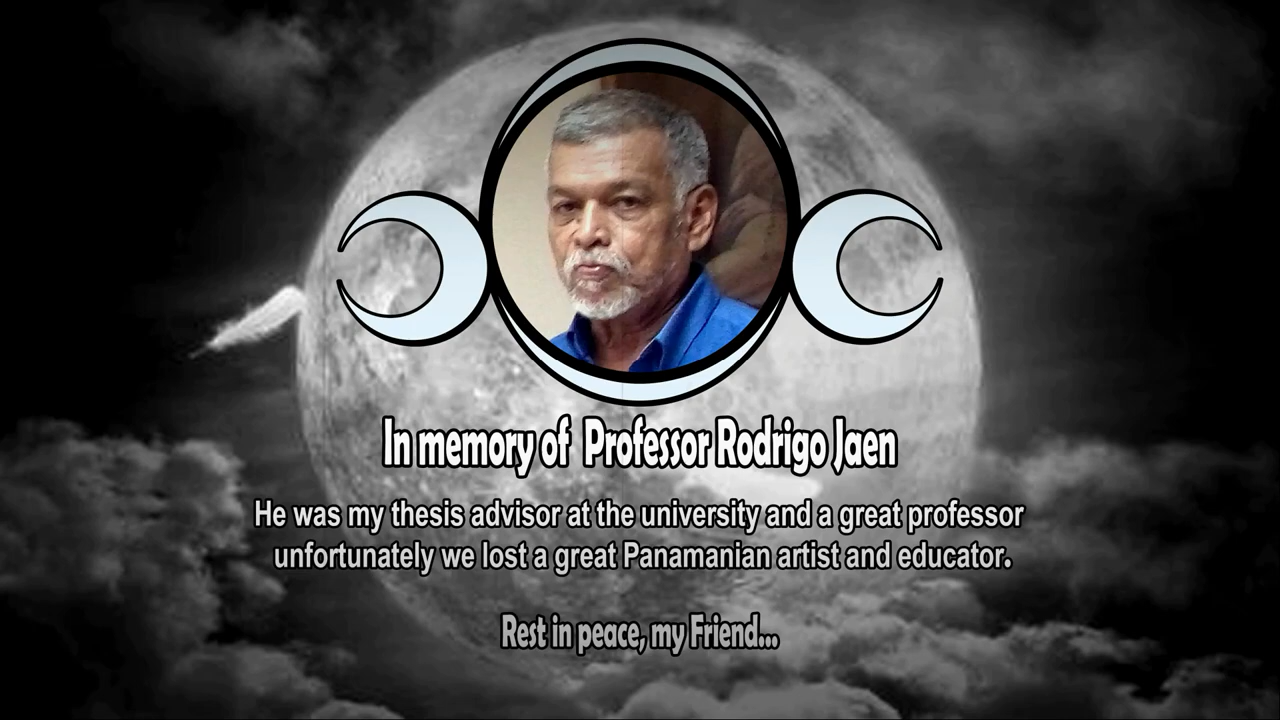 In memory of Professor Rodrigo Jaen
He was my thesis advisor at the university and a great professor
unfortunately we lost a great Panamanian artist and educator.
Rest in peace, my Friend...